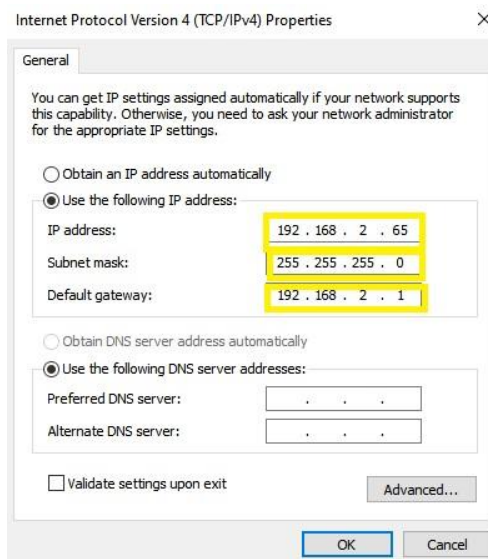 Internet Protocol Version 4 (TCP/IPv4) Properties
General
You can get IP settings assigned automatically if your network supports
this capability. Otherwise, you need to ask your network administrator
for the appropriate IP settings.
Obtain an IP address automatically
Use the following IP address:
IP address: 192 . 168 . 2 . 65
Subnet mask: 255 . 255 . 255 . 0
Default gateway: 192 . 168 . 2 . 1
Obtain DNS server address automatically
Use the following DNS server addresses:
Preferred DNS server: . . .
Alternate DNS server: . . .
Validate settings upon exit
Advanced...
OK Cancel